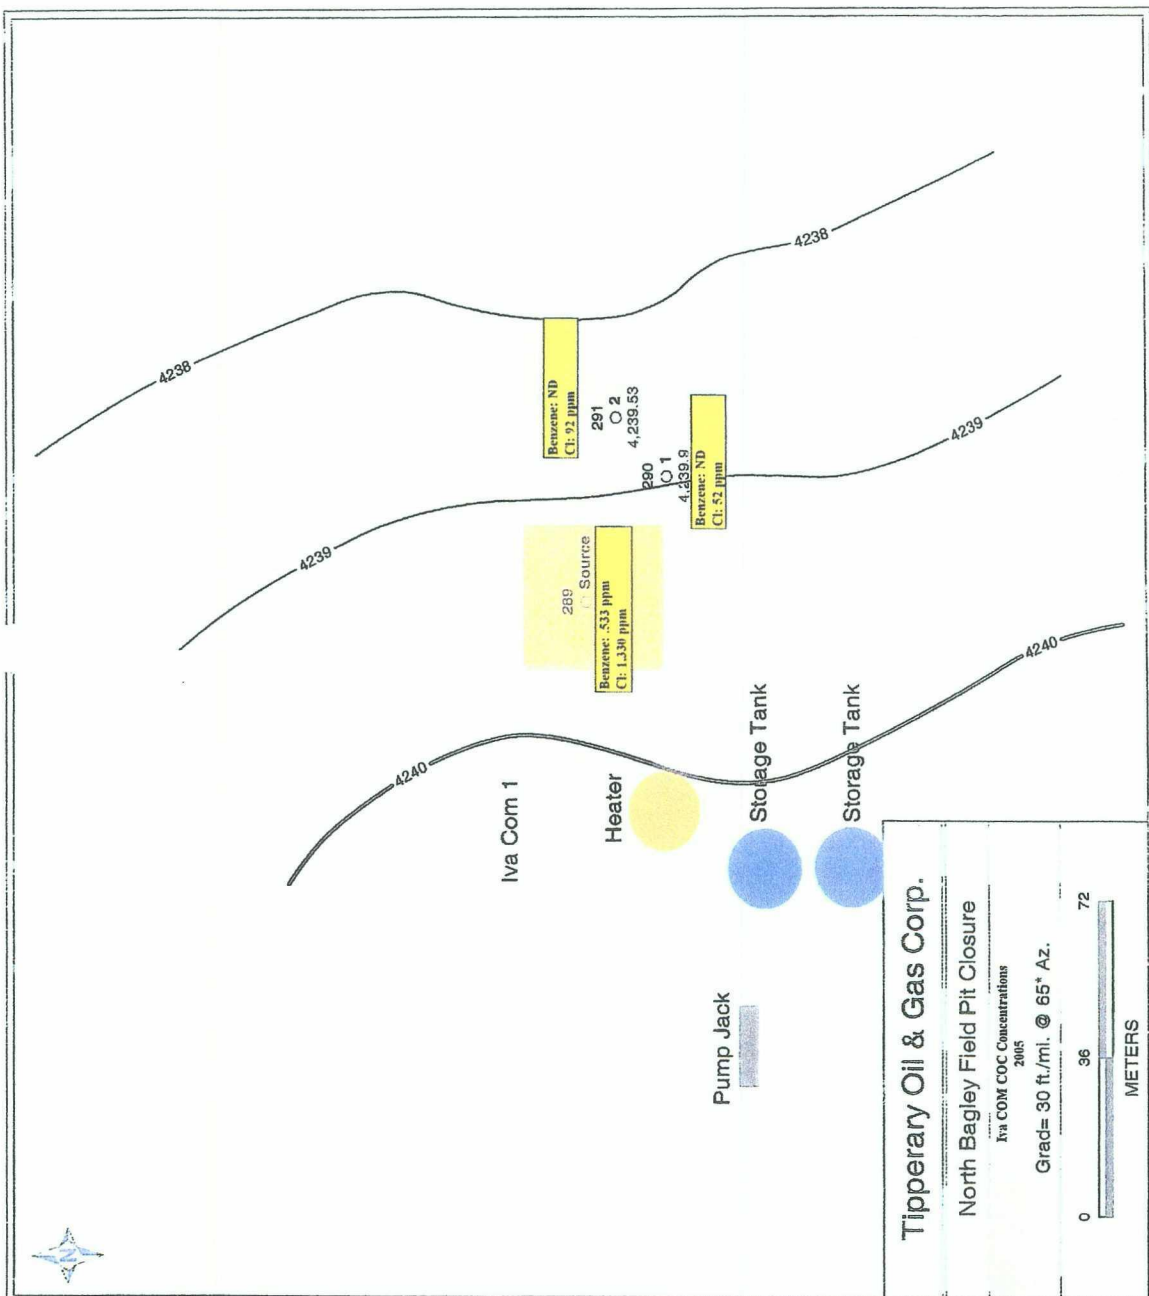 N
4238
4238
4239
4239
4240
4240
Benzene: ND
Cl: 92 ppm
291
2
4,239.53
290
1
4,239.9
Benzene: ND
Cl: 52 ppm
289
Source
Benzene: .533 ppm
Cl: 1,330 ppm
Iva Com 1
Heater
Storage Tank
Storage Tank
Pump Jack
Tipperary Oil & Gas Corp.
North Bagley Field Pit Closure
Iva COM COC Concentrations
2005
Grad= 30 ft./mi. @ 65* Az.
0 36 72
METERS